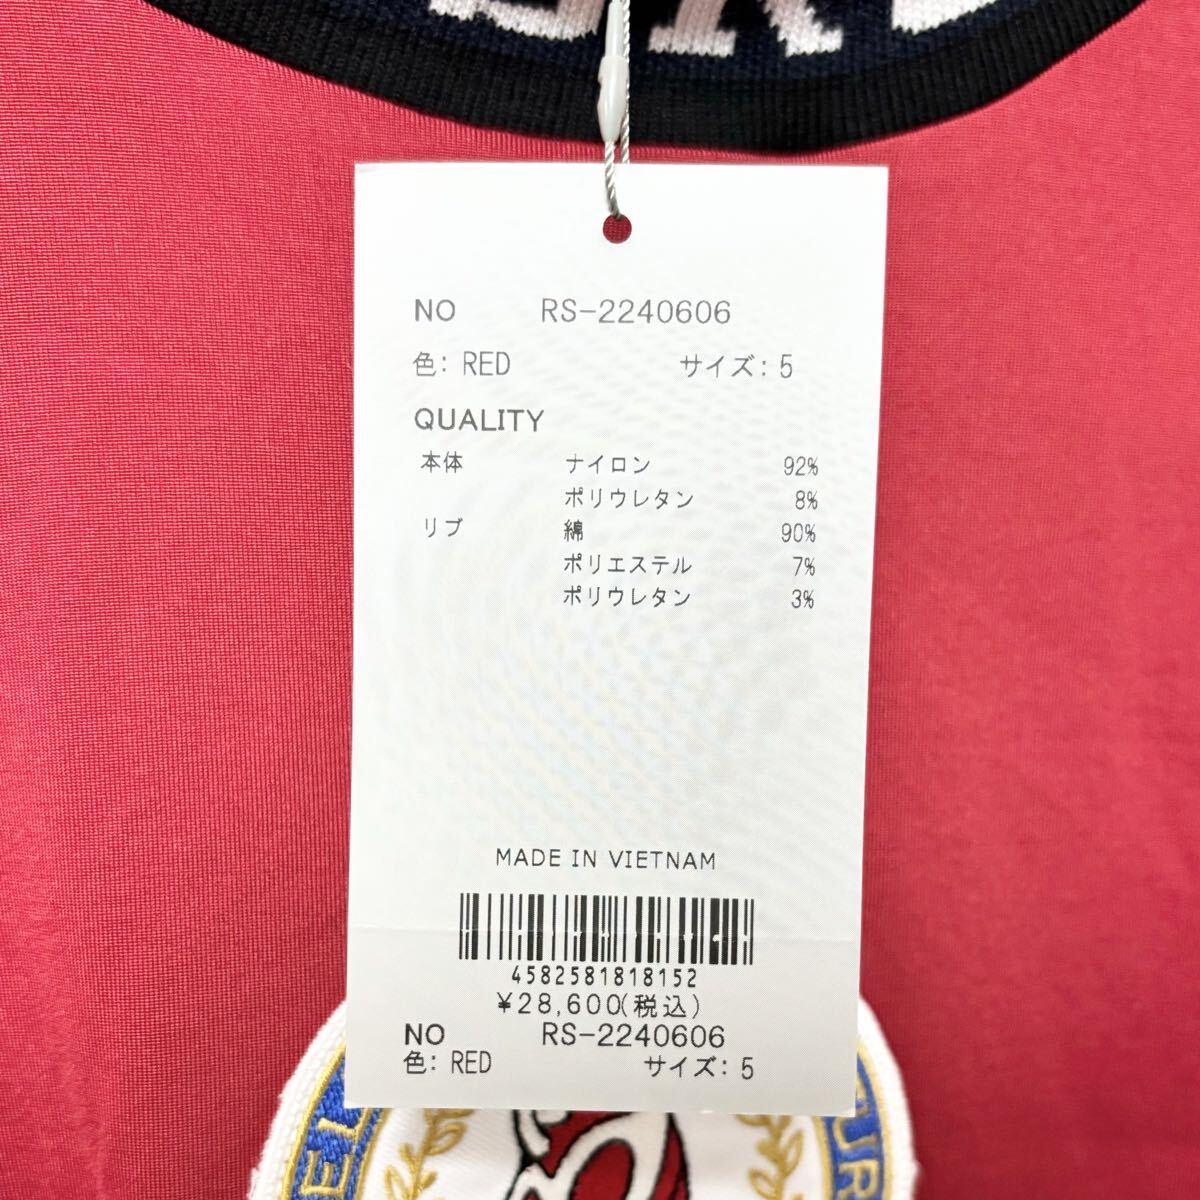 NO RS-2240606
色: RED サイズ: 5
QUALITY
本体 ナイロン 92%
ポリウレタン 8%
リブ 綿 90%
ポリエステル 7%
ポリウレタン 3%
MADE IN VIETNAM
4582581818152
¥28,600(税込)
NO RS-2240606
色: RED サイズ: 5